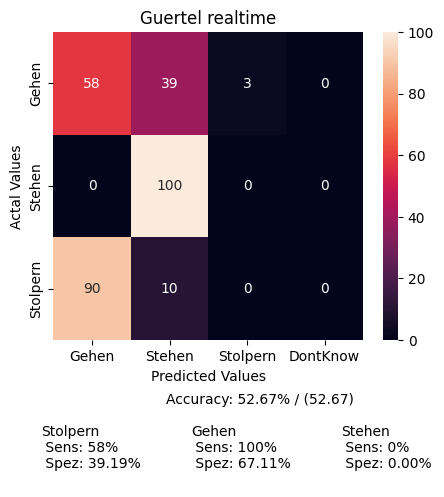 Guertel realtime
Actal Values
Gehen 58 39 3 0
Stehen 0 100 0 0
Stolpern 90 10 0 0
Gehen Stehen Stolpern DontKnow
Predicted Values
100
80
60
40
20
0
Accuracy: 52.67% / (52.67)
Stolpern Gehen Stehen
Sens: 58% Sens: 100% Sens: 0%
Spez: 39.19% Spez: 67.11% Spez: 0.00%